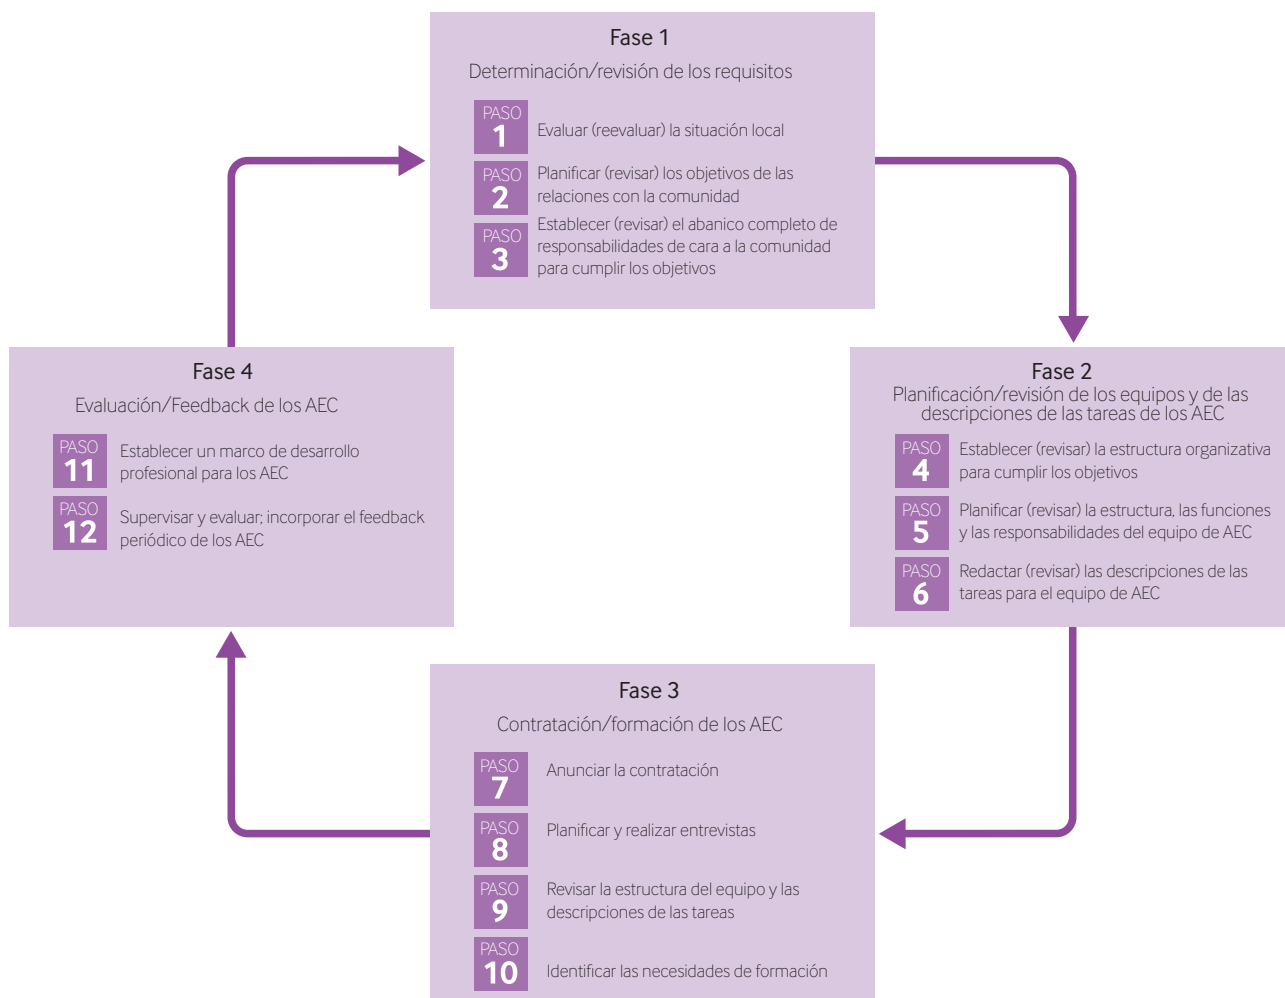 Fase 1
Determinación/revisión de los requisitos
PASO
1
Evaluar (reevaluar) la situación local
PASO
2
Planificar (revisar) los objetivos de las
relaciones con la comunidad
PASO
3
Establecer (revisar) el abanico completo de
responsabilidades de cara a la comunidad
para cumplir los objetivos
Fase 2
Planificación/revisión de los equipos y de las
descripciones de las tareas de los AEC
PASO
4
Establecer (revisar) la estructura organizativa
para cumplir los objetivos
PASO
5
Planificar (revisar) la estructura, las funciones
y las responsabilidades del equipo de AEC
PASO
6
Redactar (revisar) las descripciones de las
tareas para el equipo de AEC
Fase 3
Contratación/formación de los AEC
PASO
7
Anunciar la contratación
PASO
8
Planificar y realizar entrevistas
PASO
9
Revisar la estructura del equipo y las
descripciones de las tareas
PASO
10
Identificar las necesidades de formación
Fase 4
Evaluación/Feedback de los AEC
PASO
11
Establecer un marco de desarrollo
profesional para los AEC
PASO
12
Supervisar y evaluar; incorporar el feedback
periódico de los AEC